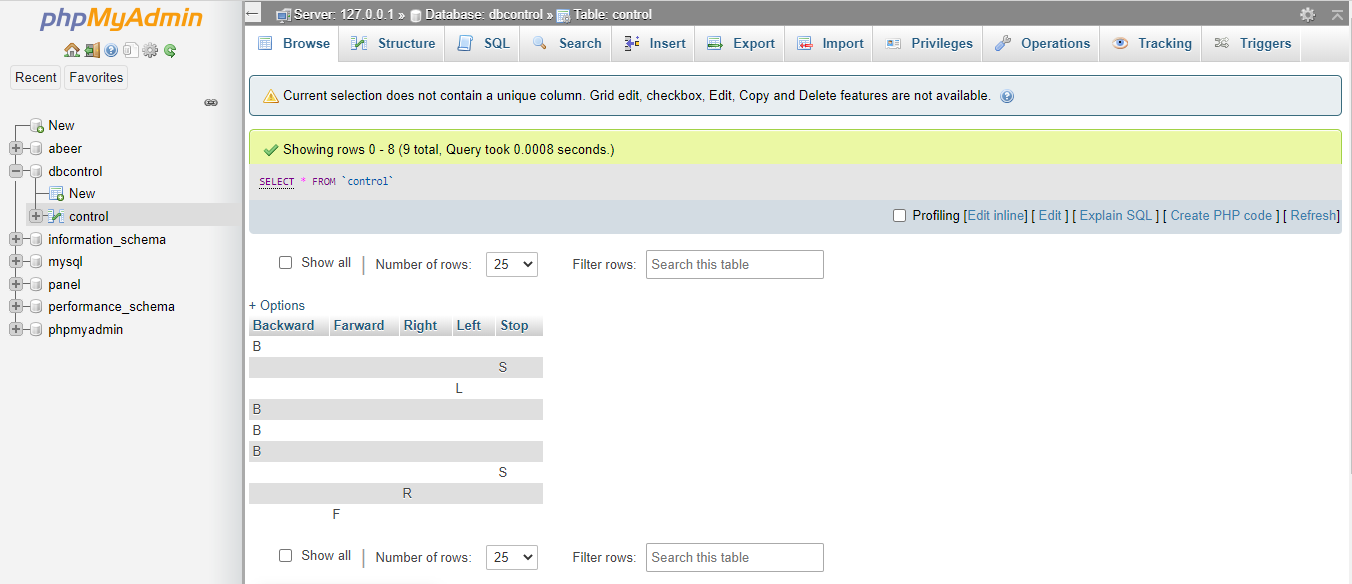 phpMyAdmin
Recent Favorites
New
abeer
dbcontrol
New
control
information_schema
mysql
panel
performance_schema
phpmyadmin
Server: 127.0.0.1 » Database: dbcontrol » Table: control
Browse Structure SQL Search Insert Export Import Privileges Operations Tracking Triggers
Current selection does not contain a unique column. Grid edit, checkbox, Edit, Copy and Delete features are not available.
Showing rows 0 - 8 (9 total, Query took 0.0008 seconds.)
SELECT * FROM `control`
Profiling [Edit inline] [ Edit ] [ Explain SQL ] [ Create PHP code ] [ Refresh]
Show all | Number of rows: 25 Filter rows: Search this table
+ Options
Backward Farward Right Left Stop
B
S
L
B
B
B
S
R
F
Show all | Number of rows: 25 Filter rows: Search this table